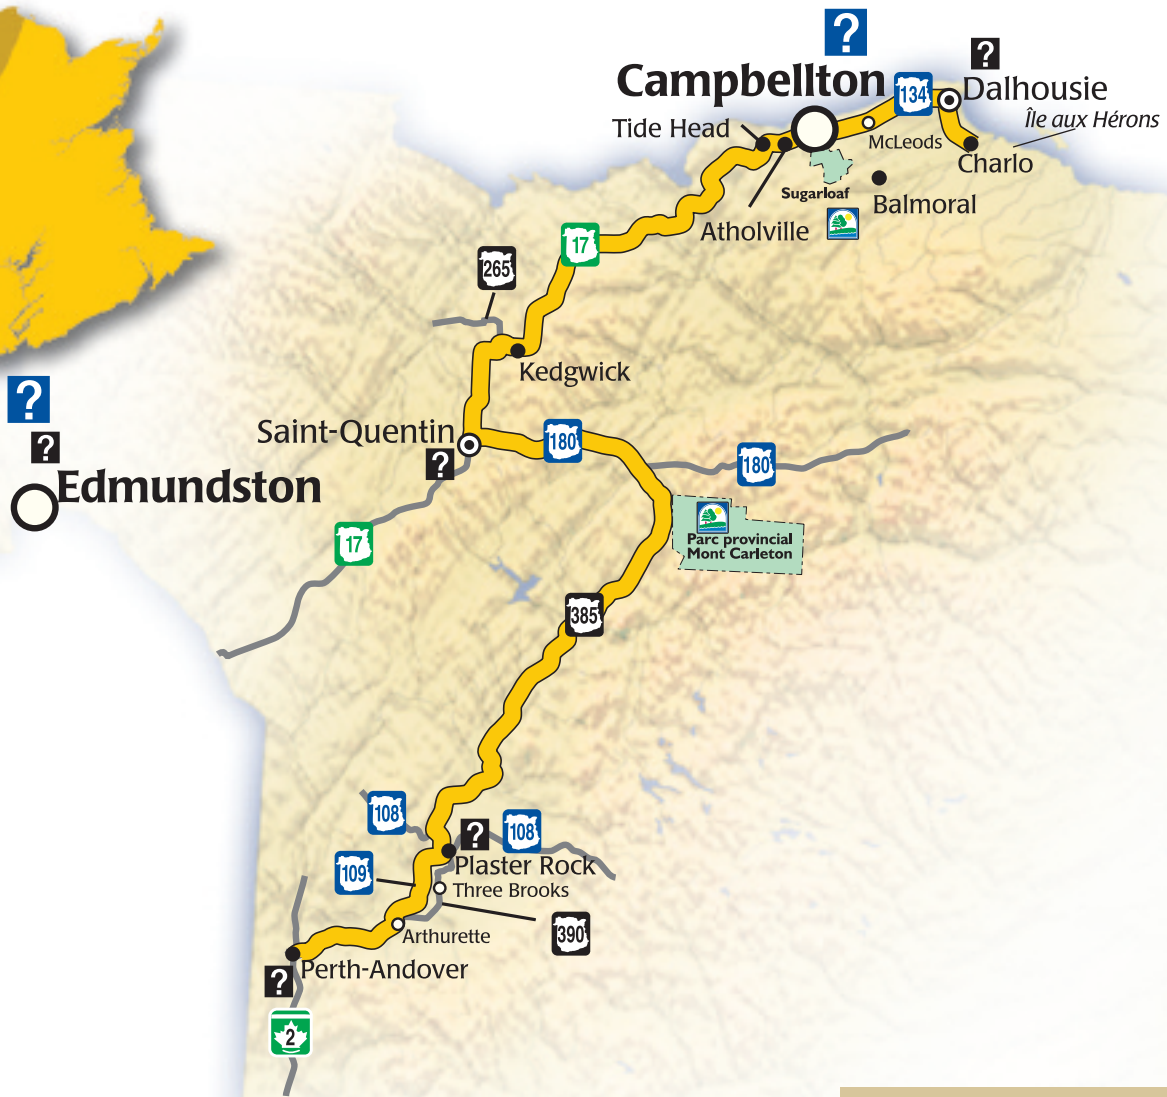 ?
?
Campbellton
134
Dalhousie
Île aux Hérons
Tide Head
McLeods
Charlo
Sugarloaf
Balmoral
Atholville
17
265
Kedgwick
?
Saint-Quentin
180
?
?
180
Edmundston
17
Parc provincial
Mont Carleton
385
108
?
108
Plaster Rock
109
Three Brooks
390
Arthurette
Perth-Andover
?
2